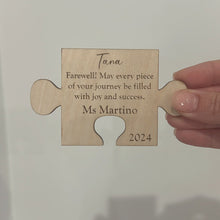 Tana
Farewell! May every piece
of your journey be filled
with joy and success.
Ms Martino
2024